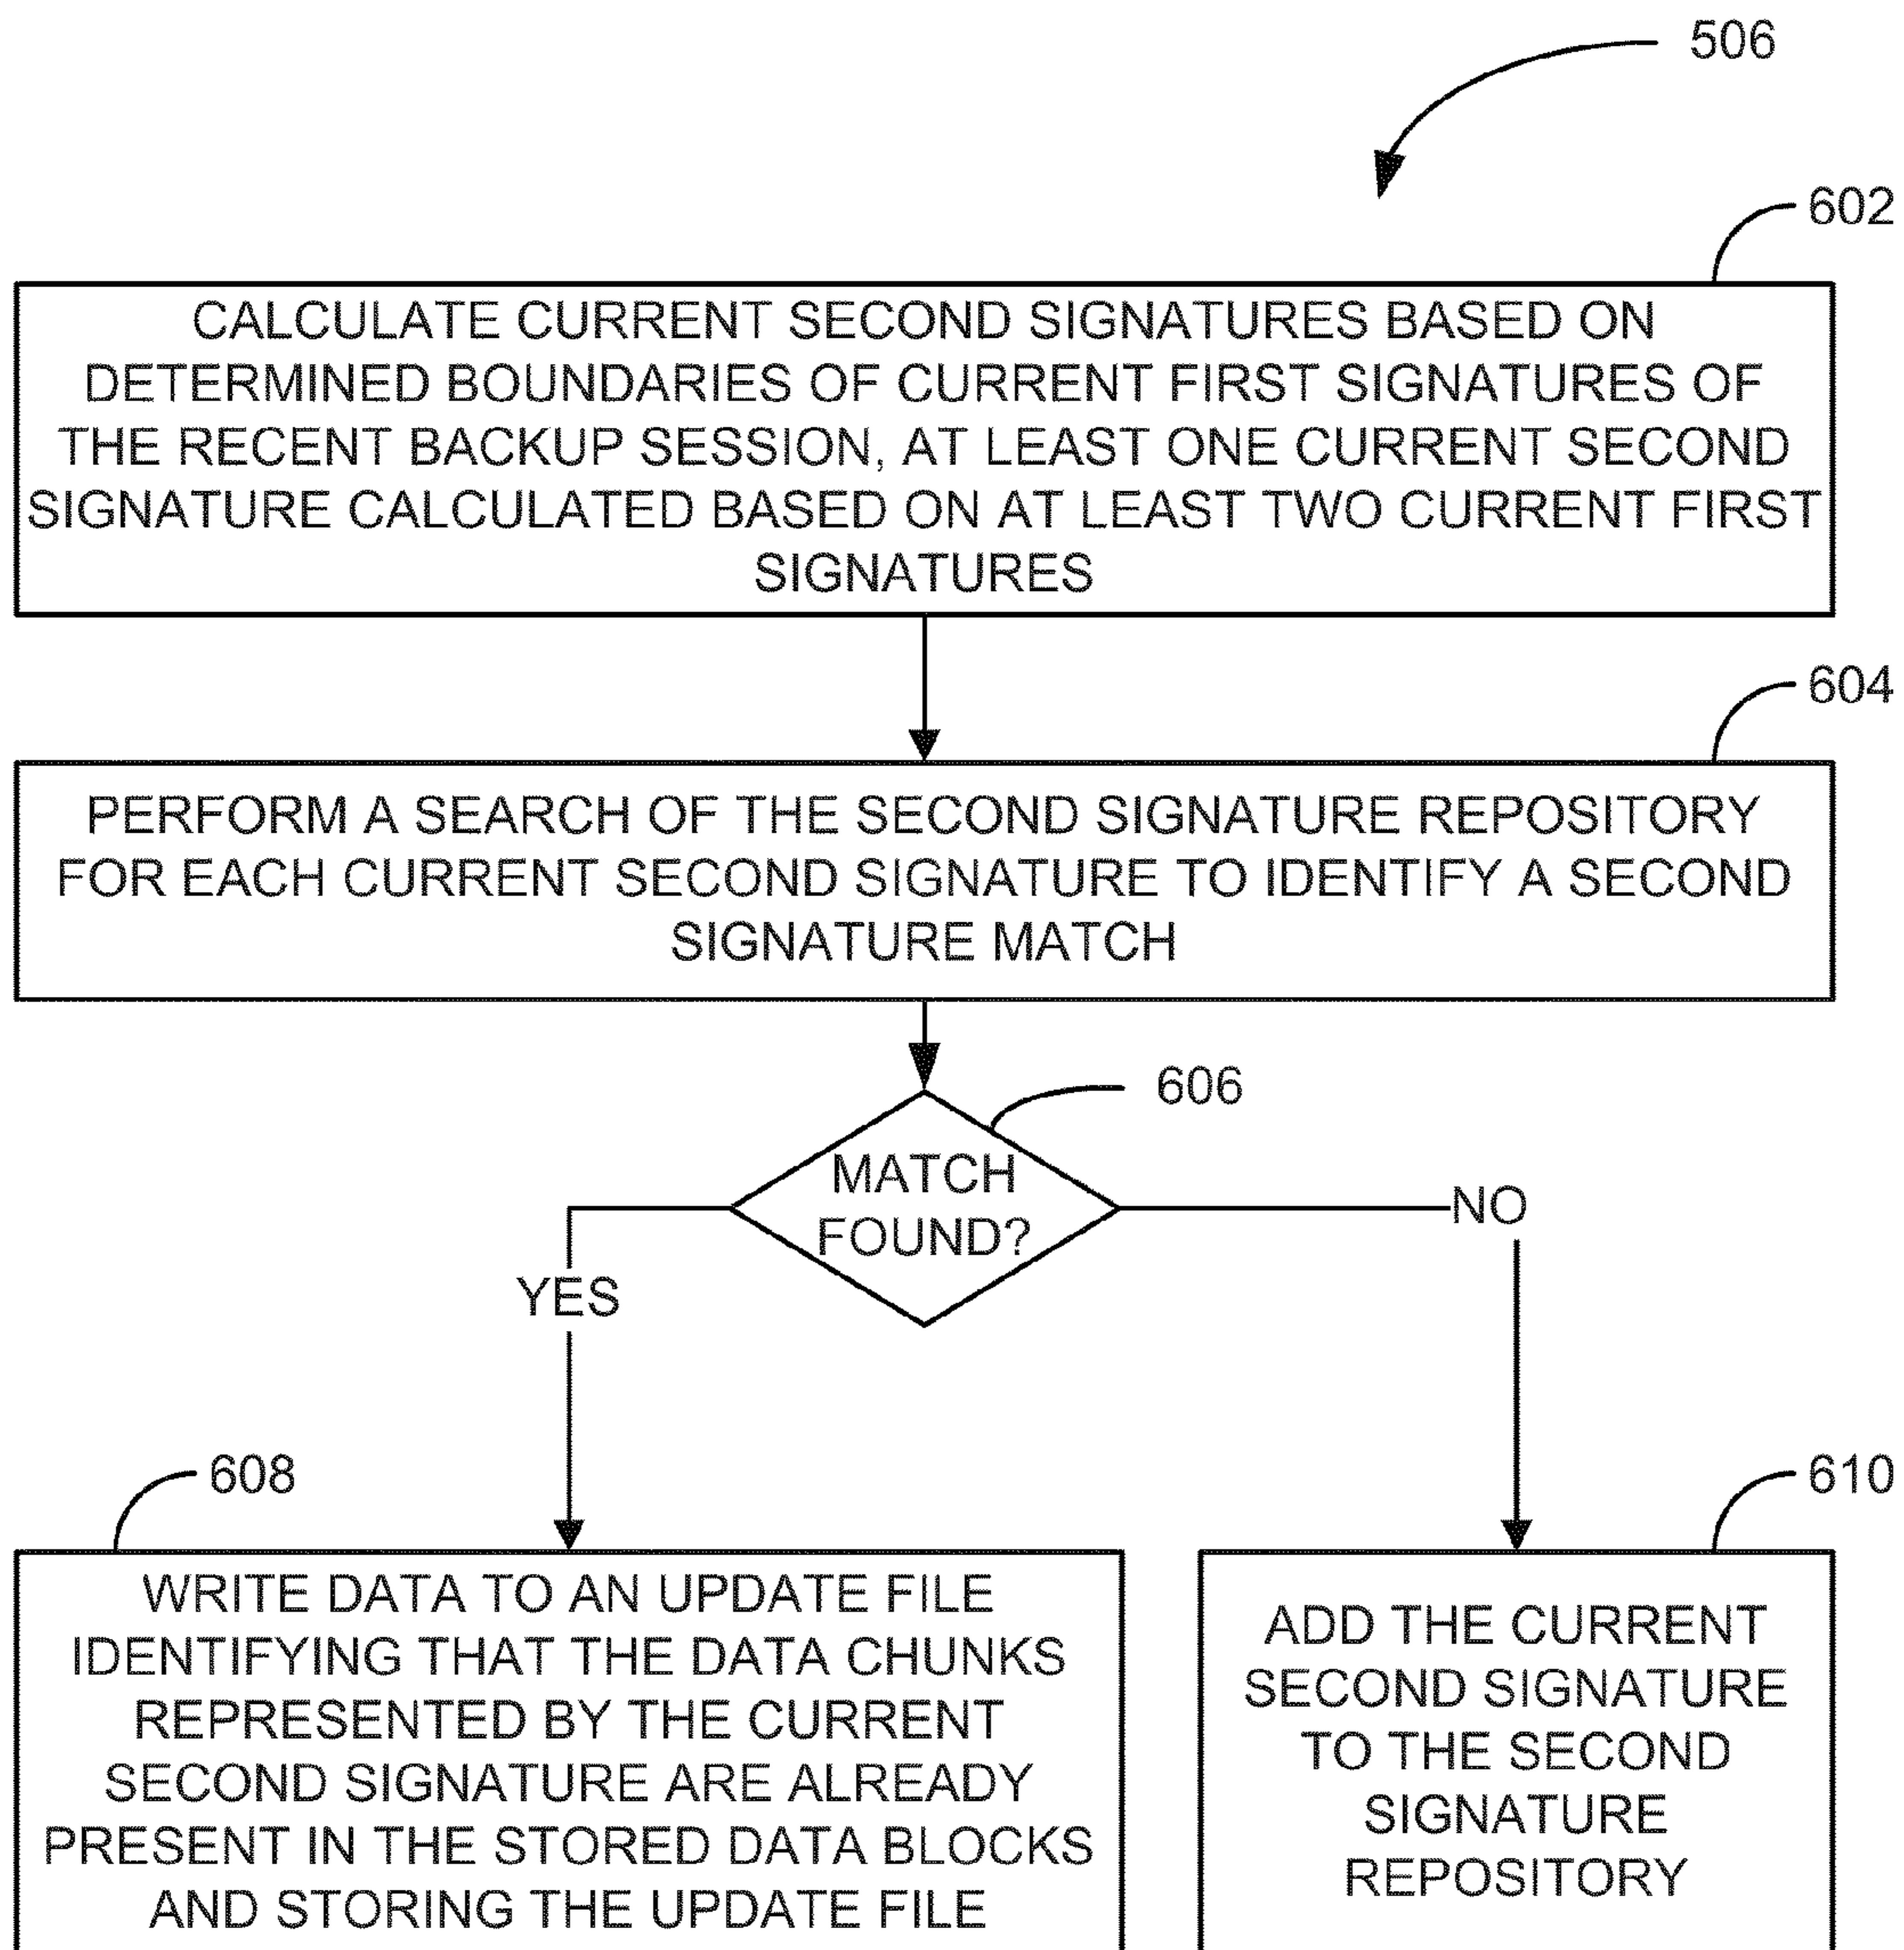 506
602
CALCULATE CURRENT SECOND SIGNATURES BASED ON
DETERMINED BOUNDARIES OF CURRENT FIRST SIGNATURES OF
THE RECENT BACKUP SESSION, AT LEAST ONE CURRENT SECOND
SIGNATURE CALCULATED BASED ON AT LEAST TWO CURRENT FIRST
SIGNATURES
604
PERFORM A SEARCH OF THE SECOND SIGNATURE REPOSITORY
FOR EACH CURRENT SECOND SIGNATURE TO IDENTIFY A SECOND
SIGNATURE MATCH
606
MATCH
FOUND?
NO
YES
608
610
WRITE DATA TO AN UPDATE FILE
IDENTIFYING THAT THE DATA CHUNKS
REPRESENTED BY THE CURRENT
SECOND SIGNATURE ARE ALREADY
PRESENT IN THE STORED DATA BLOCKS
AND STORING THE UPDATE FILE
ADD THE CURRENT
SECOND SIGNATURE
TO THE SECOND
SIGNATURE
REPOSITORY